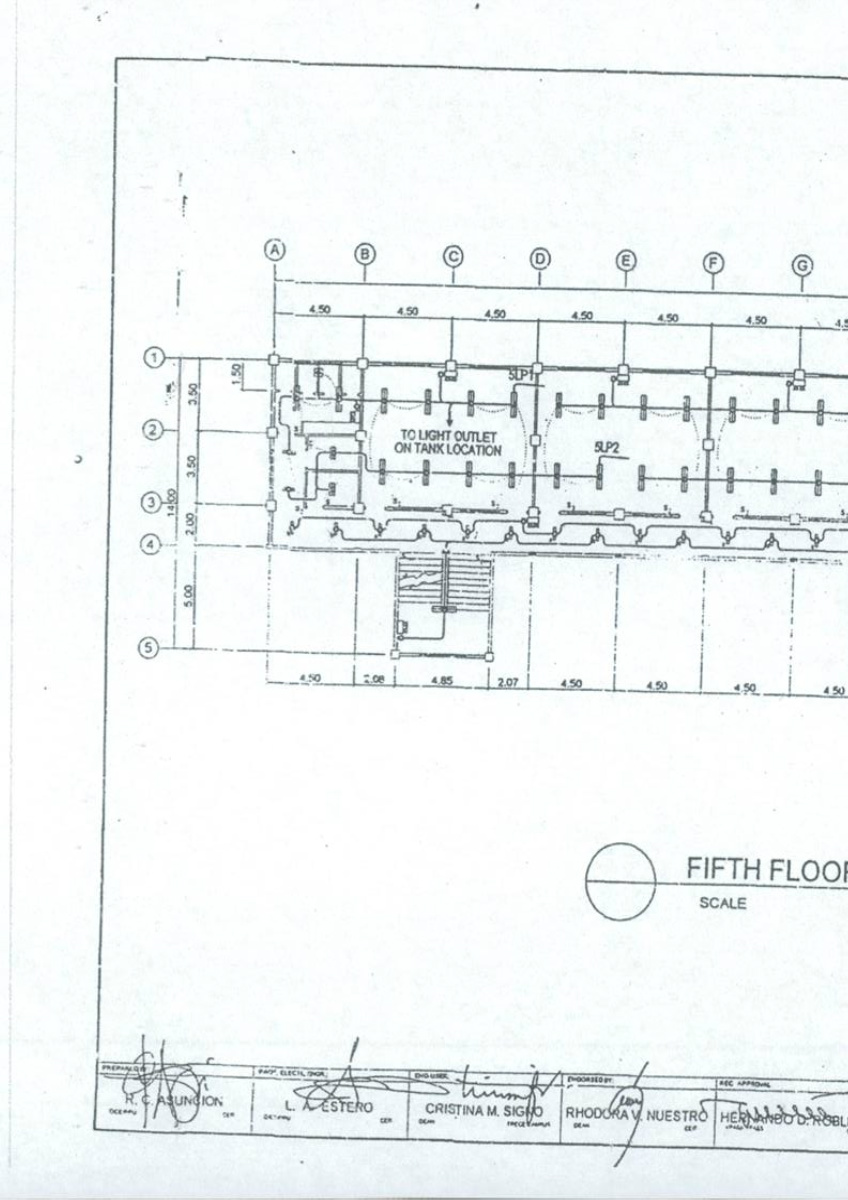 A B C D E F G
4.50 4.50 4.50 4.50 4.50 4.50
1
1.50
3.50
5LP1
2
TO LIGHT OUTLET
ON TANK LOCATION
5LP2
3.50
3
14.00
2.00
4
5.00
5
4.50 2.08 4.85 2.07 4.50 4.50 4.50 4.50
FIFTH FLOOR
SCALE
PREPARED BY
R. C. ASUNCION
PROF. ELECTL ENGR.
L. A. ESTERO
END-USER
CRISTINA M. SIGNO
DEAN
ENDORSED BY:
RHODORA V. NUESTRO
DEAN
REC. APPROVAL
HERNANDO D. ROBL